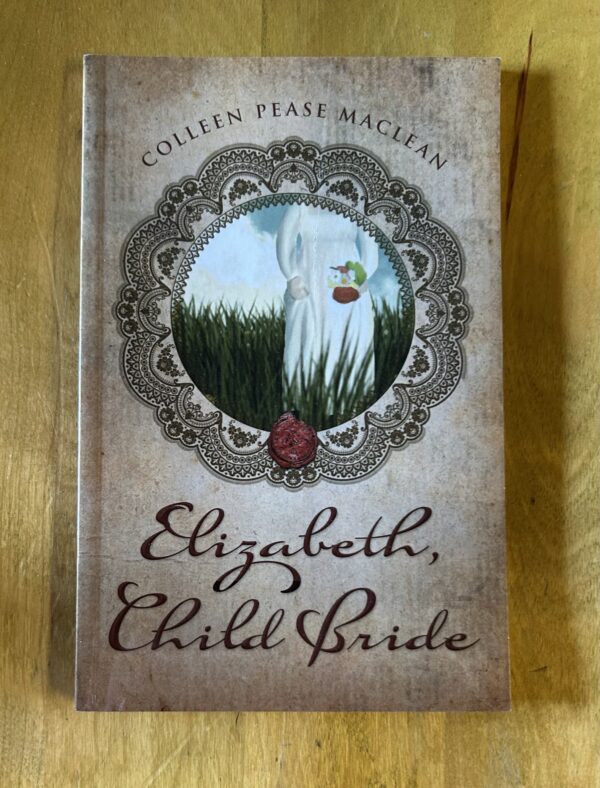 COLLEEN PEASE MACLEAN
Elizabeth,
Child Bride